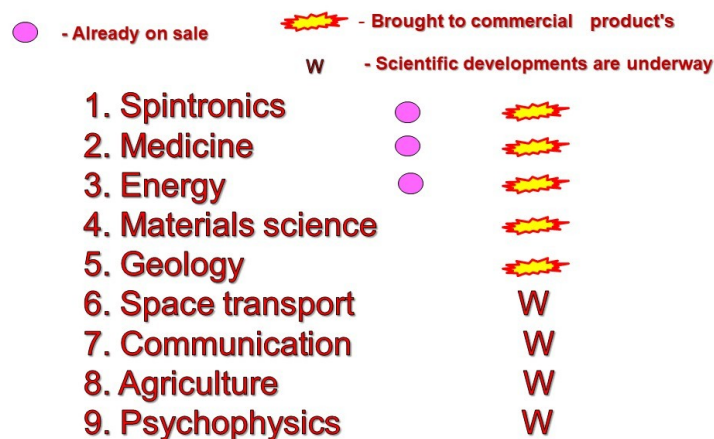 - Already on sale
- Brought to commercial product's
W - Scientific developments are underway
1. Spintronics
2. Medicine
3. Energy
4. Materials science
5. Geology
6. Space transport W
7. Communication W
8. Agriculture W
9. Psychophysics W